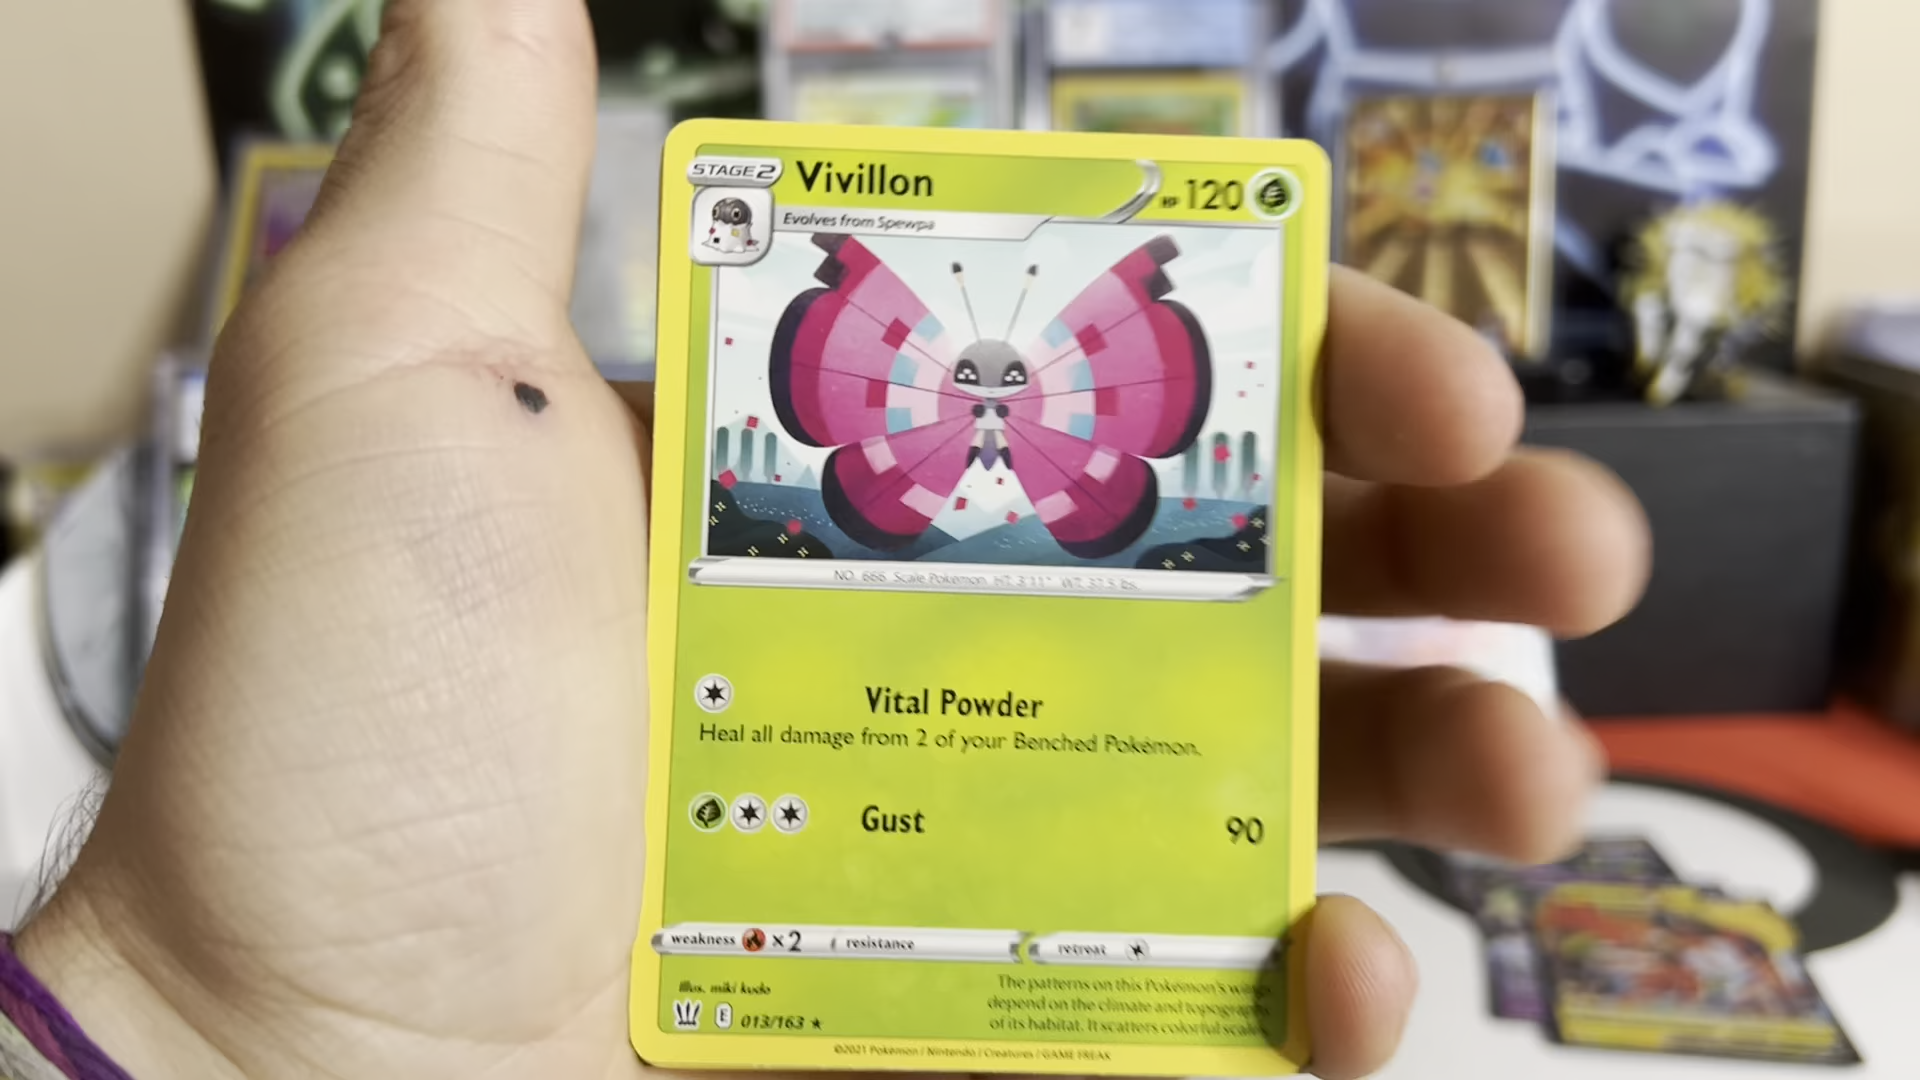 STAGE 2
Vivillon
HP 120
Evolves from Spewpa
NO. 666 Scale Pokémon HT: 3'11" WT: 37.5 lbs.
Vital Powder
Heal all damage from 2 of your Benched Pokémon.
Gust 90
weakness ×2 resistance retreat
Illus. miki kudo
E 013/163 ★
The patterns on this Pokémon's wings
depend on the climate and topography
of its habitat. It scatters colorful scales.
©2021 Pokémon / Nintendo / Creatures / GAME FREAK